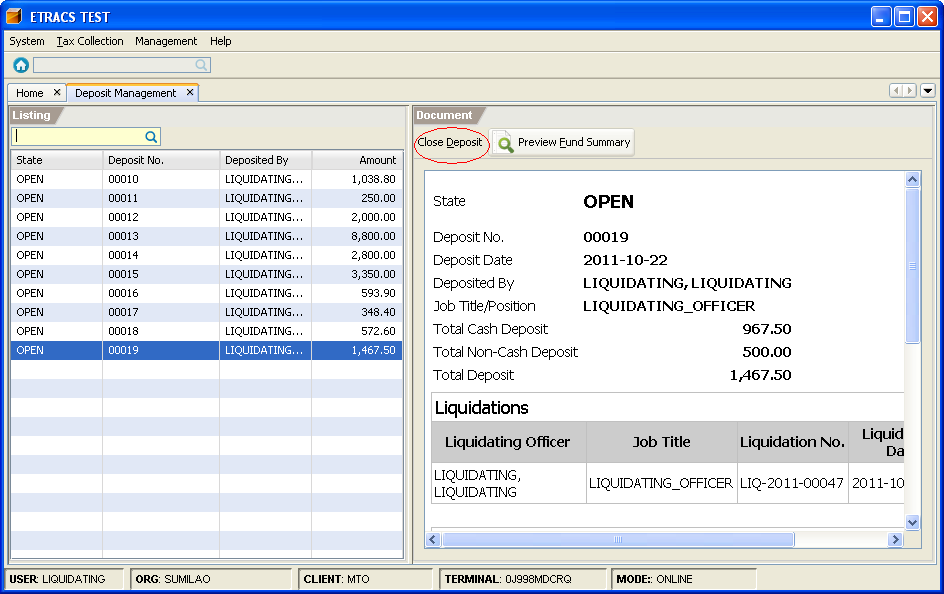 ETRACS TEST
System Tax Collection Management Help
Home Deposit Management
Listing
State Deposit No. Deposited By Amount
OPEN 00010 LIQUIDATING... 1,038.80
OPEN 00011 LIQUIDATING... 250.00
OPEN 00012 LIQUIDATING... 2,000.00
OPEN 00013 LIQUIDATING... 8,800.00
OPEN 00014 LIQUIDATING... 2,800.00
OPEN 00015 LIQUIDATING... 3,350.00
OPEN 00016 LIQUIDATING... 593.90
OPEN 00017 LIQUIDATING... 348.40
OPEN 00018 LIQUIDATING... 572.60
OPEN 00019 LIQUIDATING... 1,467.50
Document
Close Deposit Preview Fund Summary
State OPEN
Deposit No. 00019
Deposit Date 2011-10-22
Deposited By LIQUIDATING, LIQUIDATING
Job Title/Position LIQUIDATING_OFFICER
Total Cash Deposit 967.50
Total Non-Cash Deposit 500.00
Total Deposit 1,467.50
Liquidations
Liquidating Officer Job Title Liquidation No. Liquid
Da
LIQUIDATING,
LIQUIDATING LIQUIDATING_OFFICER LIQ-2011-00047 2011-10
USER: LIQUIDATING ORG: SUMILAO CLIENT: MTO TERMINAL: 0J998MDCRQ MODE:: ONLINE